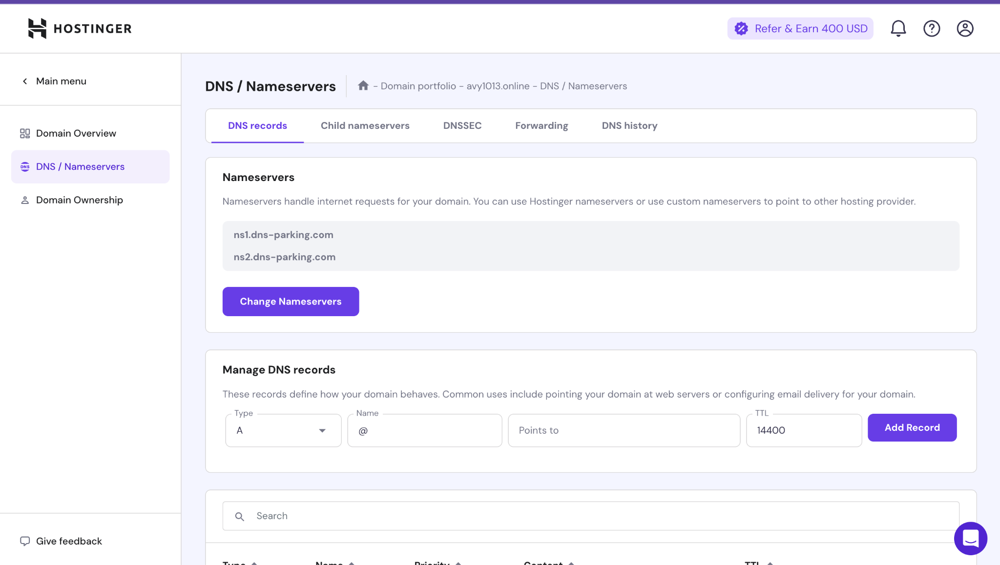 HOSTINGER
Refer & Earn 400 USD
Main menu
Domain Overview
DNS
DNS / Nameservers
Domain Ownership
Give feedback
DNS / Nameservers
- Domain portfolio - avy1013.online - DNS / Nameservers
DNS records
Child nameservers
DNSSEC
Forwarding
DNS history
Nameservers
Nameservers handle internet requests for your domain. You can use Hostinger nameservers or use custom nameservers to point to other hosting provider.
ns1.dns-parking.com
ns2.dns-parking.com
Change Nameservers
Manage DNS records
These records define how your domain behaves. Common uses include pointing your domain at web servers or configuring email delivery for your domain.
Type
A
Name
@
Points to
TTL
14400
Add Record
Search
Type
Name
Priority
Content
TTL